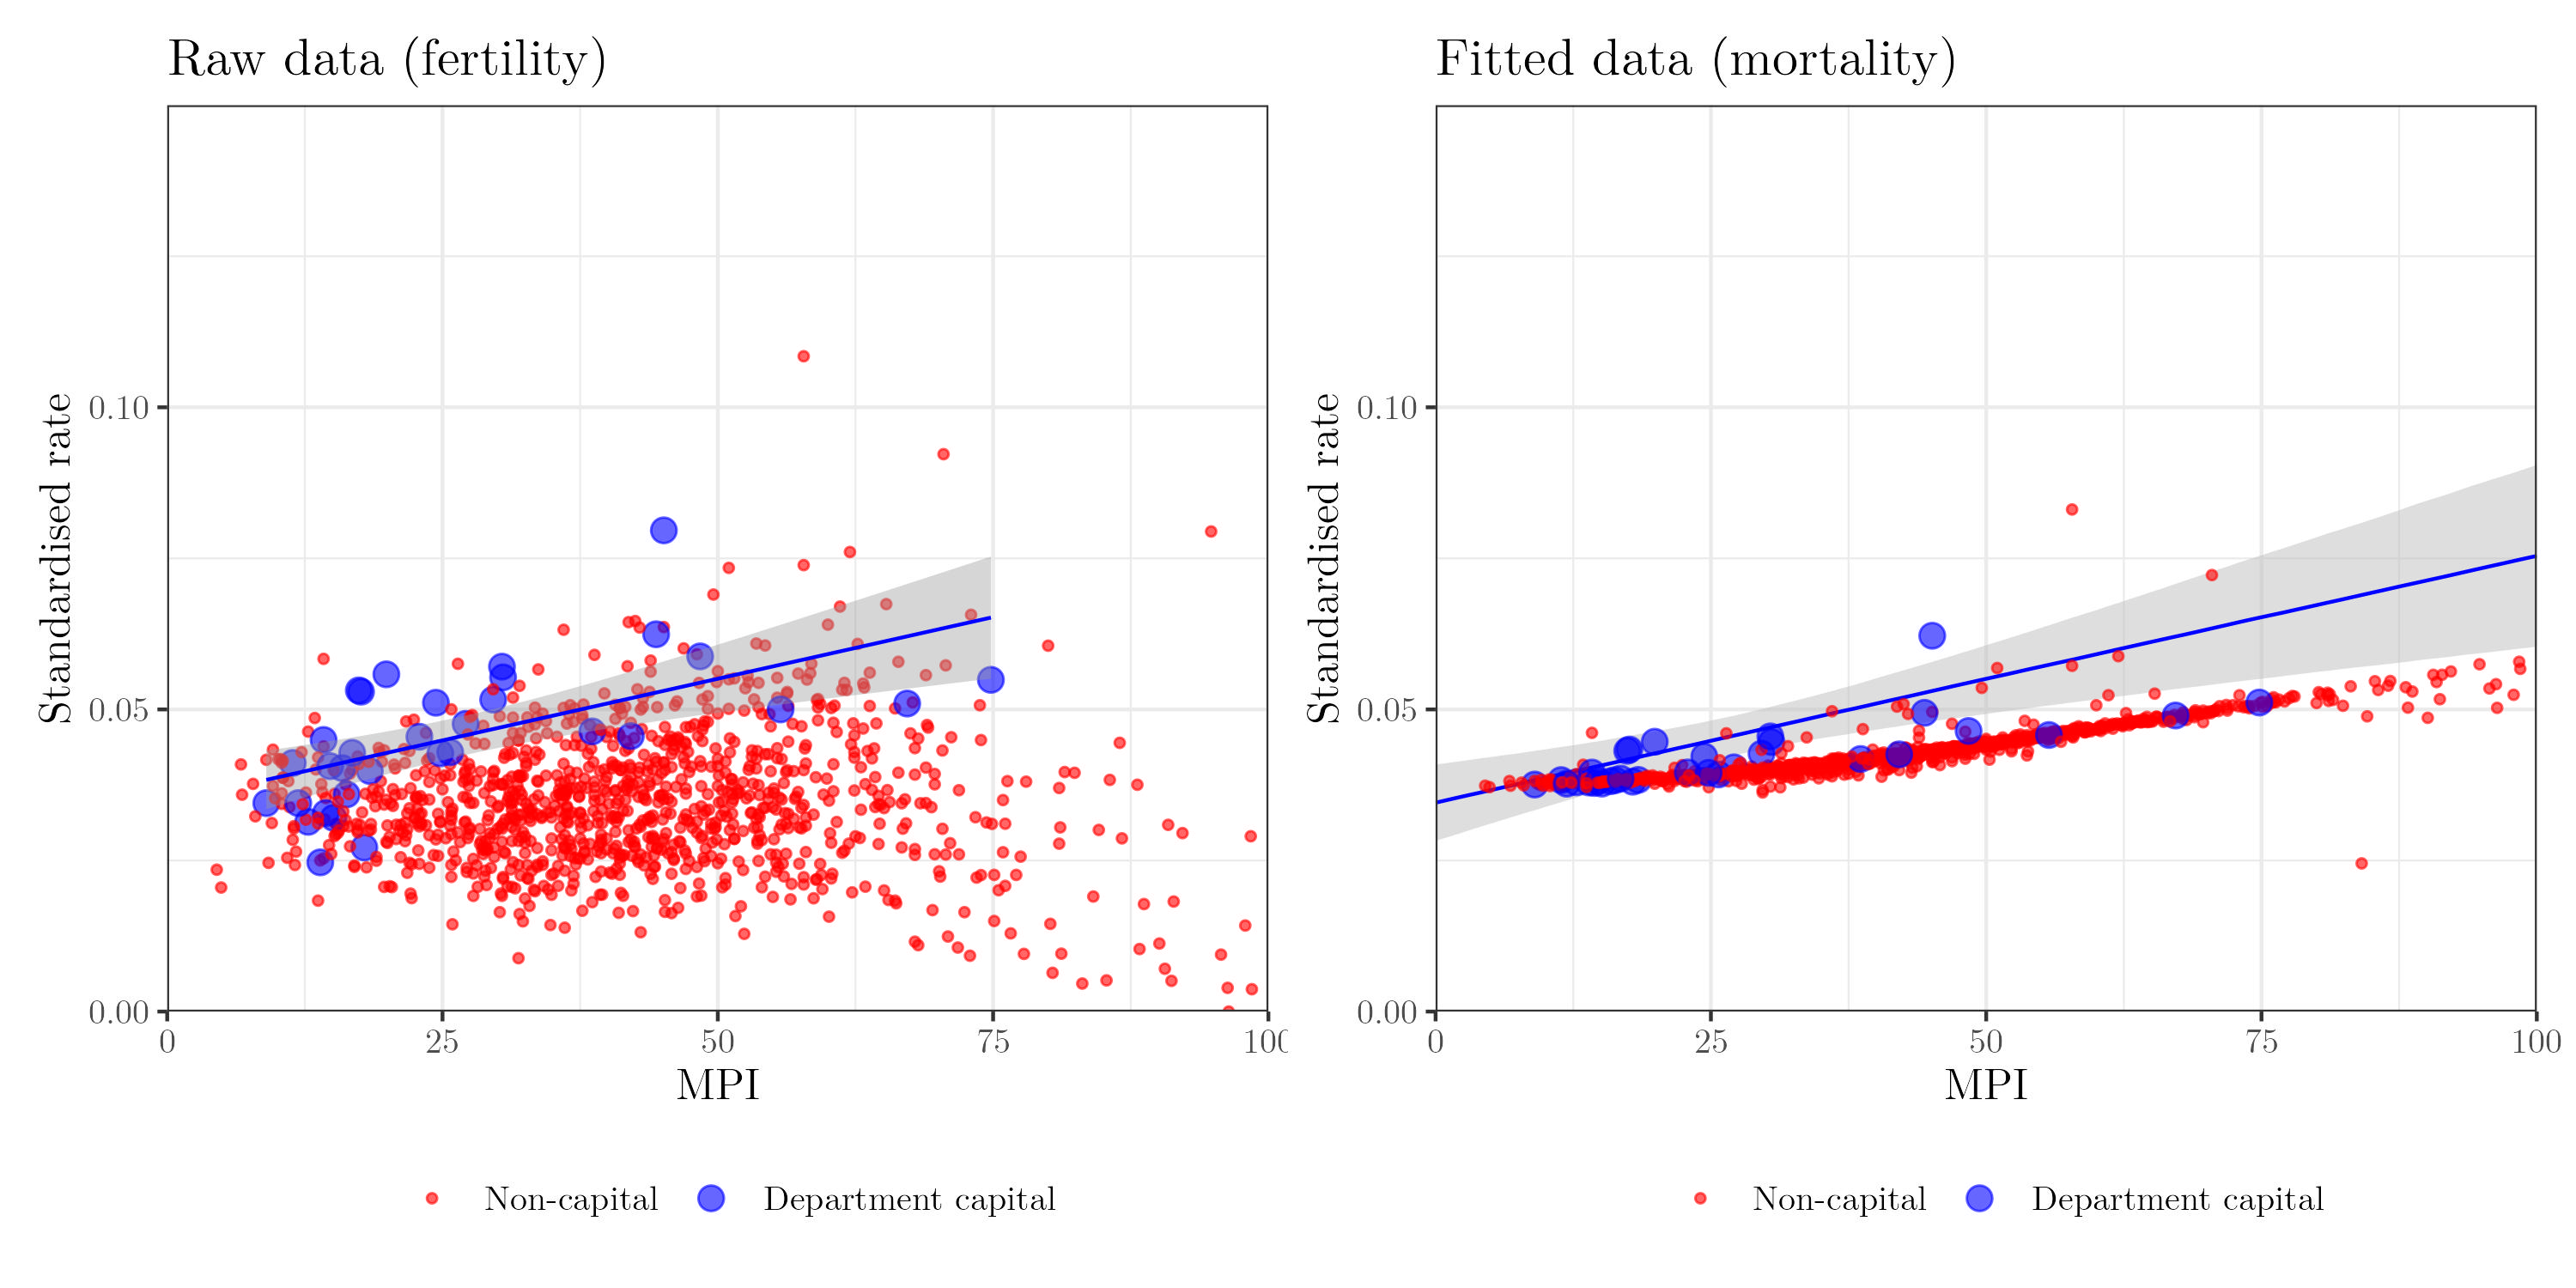 Raw data (fertility)
Standardised rate
0.10
0.05
0.00
0 25 50 75 100
MPI
Non-capital Department capital
Fitted data (mortality)
Standardised rate
0.10
0.05
0.00
0 25 50 75 100
MPI
Non-capital Department capital